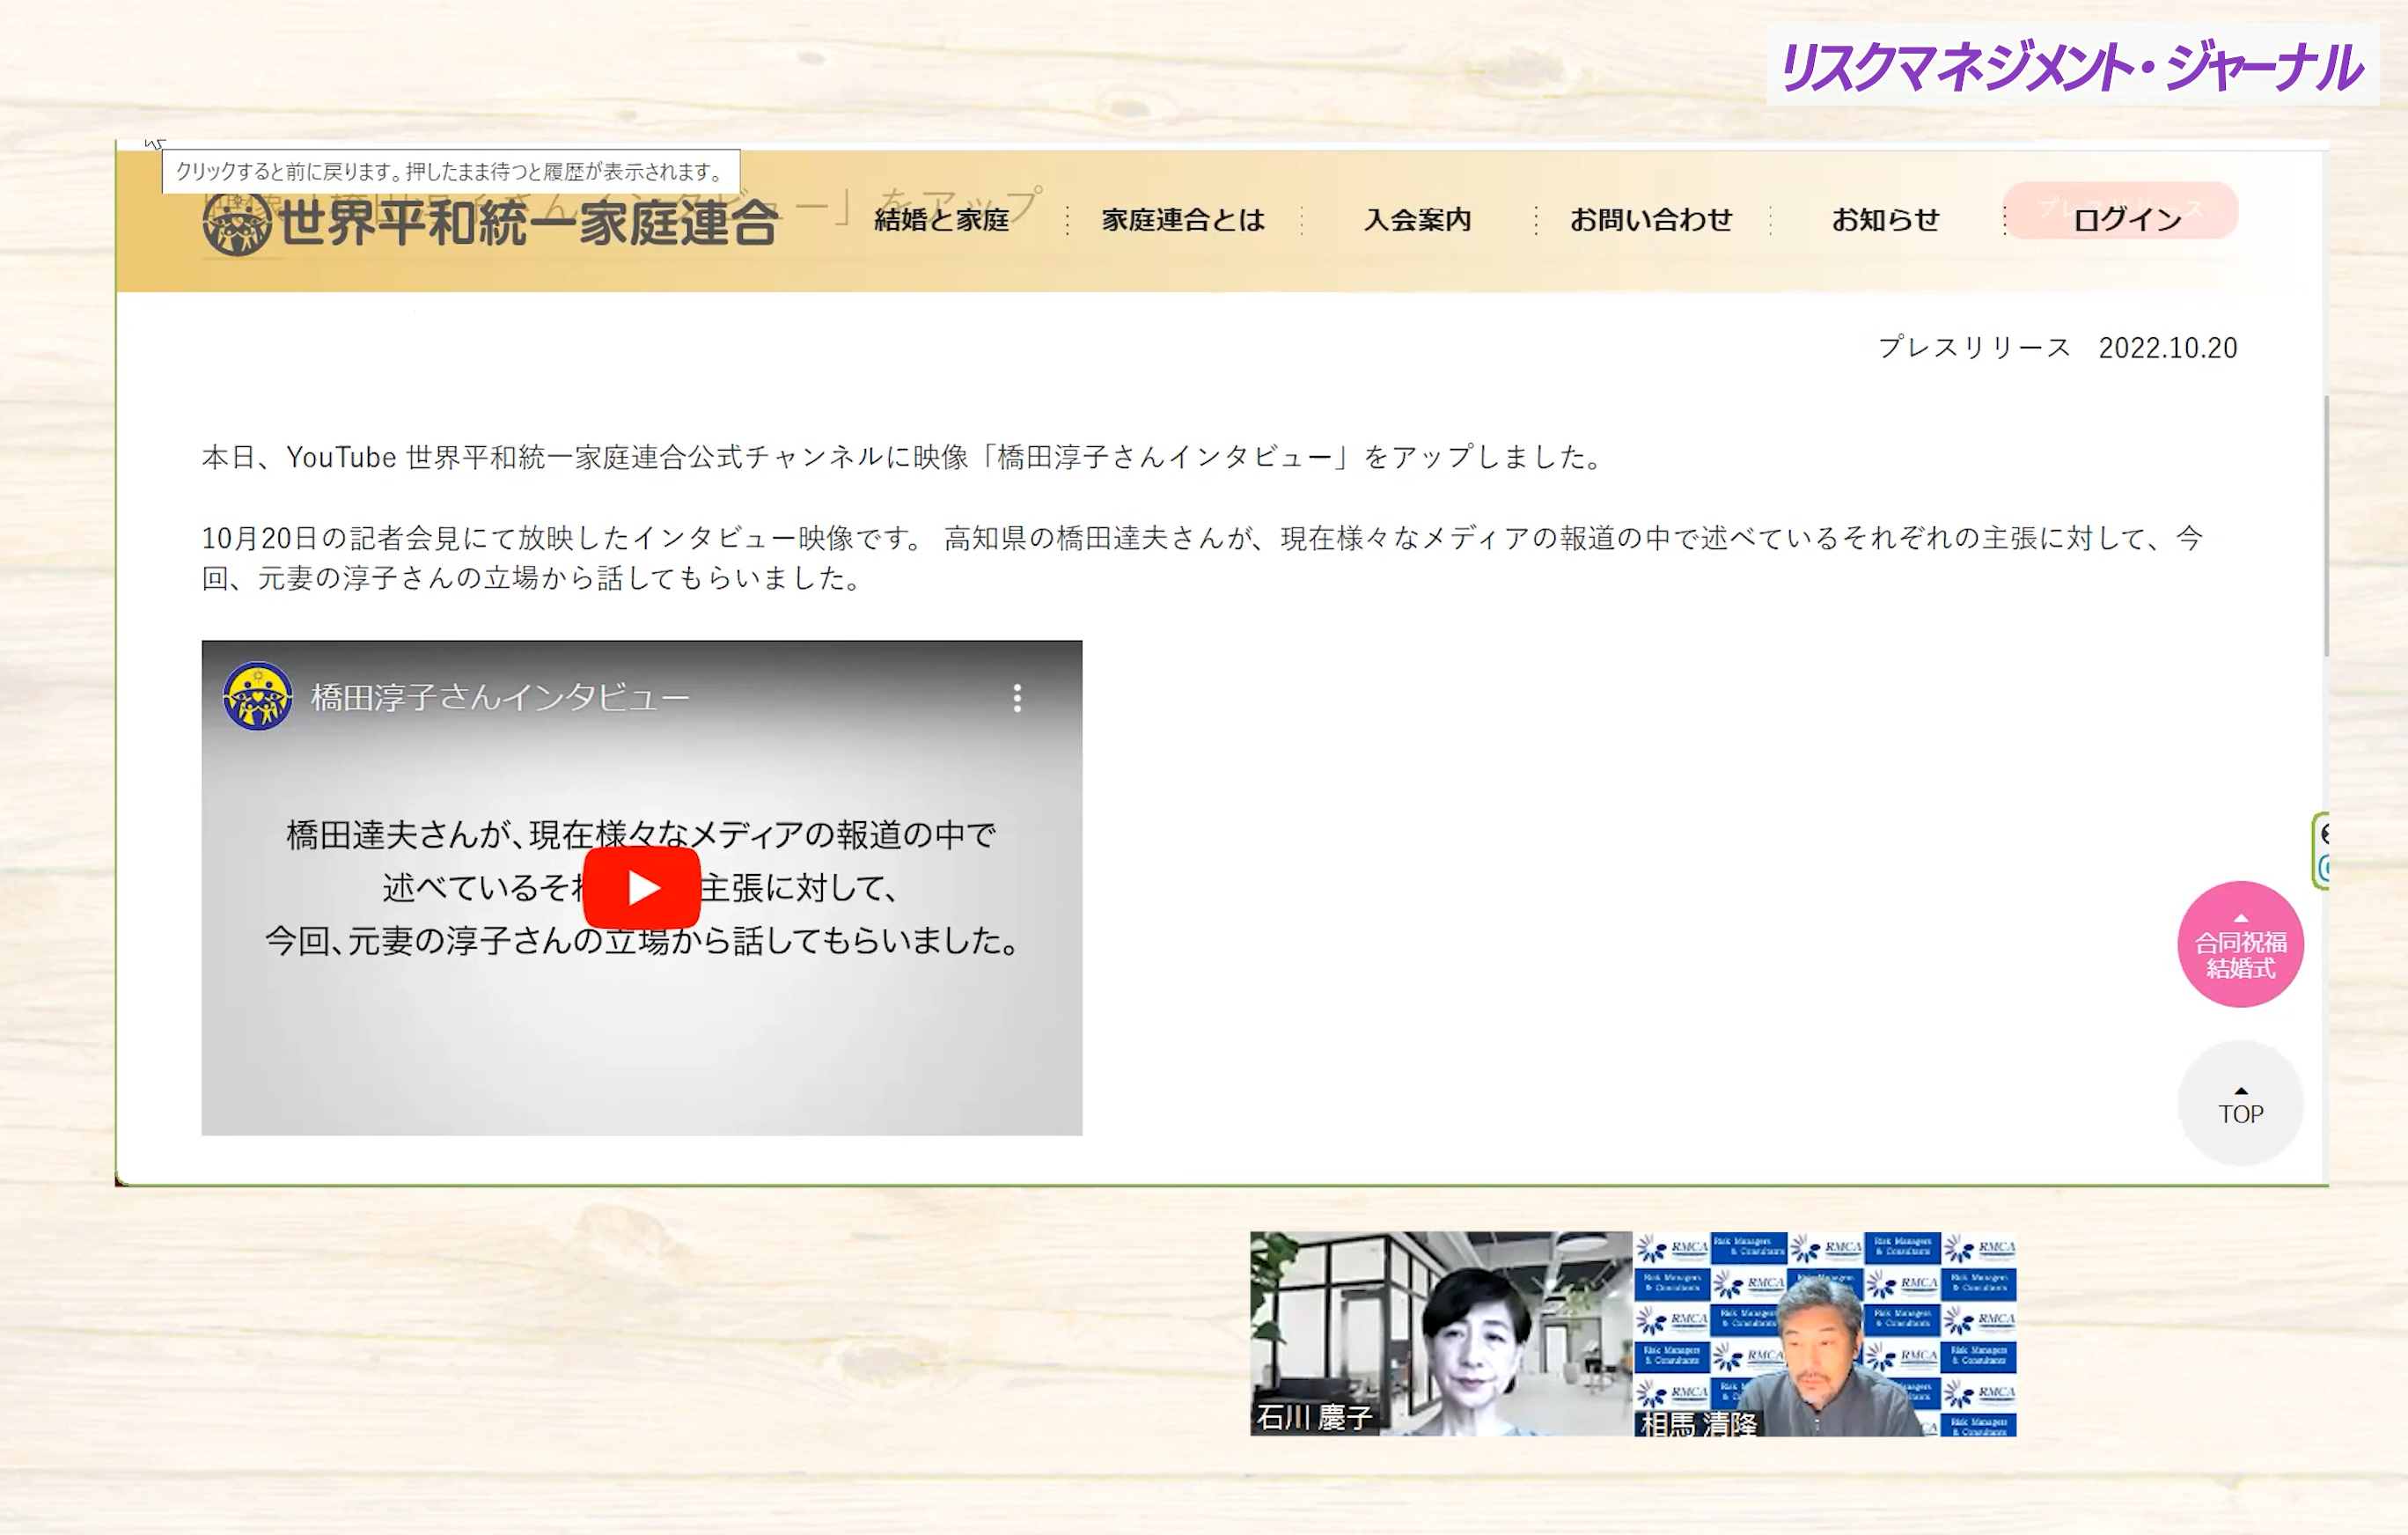 リスクマネジメント・ジャーナル
クリックすると前に戻ります。押したまま待つと履歴が表示されます。
」をアップ
世界平和統一家庭連合
結婚と家庭
家庭連合とは
入会案内
お問い合わせ
お知らせ
プレスリリース
ログイン
プレスリリース 2022.10.20
本日、YouTube 世界平和統一家庭連合公式チャンネルに映像「橋田淳子さんインタビュー」をアップしました。
10月20日の記者会見にて放映したインタビュー映像です。 高知県の橋田達夫さんが、現在様々なメディアの報道の中で述べているそれぞれの主張に対して、今
回、元妻の淳子さんの立場から話してもらいました。
橋田淳子さんインタビュー
橋田達夫さんが、現在様々なメディアの報道の中で
述べているそれ 主張に対して、
今回、元妻の淳子さんの立場から話してもらいました。
合同祝福
結婚式
TOP
石川 慶子
相馬 清隆
RMCA
Risk Managers
& Consultants